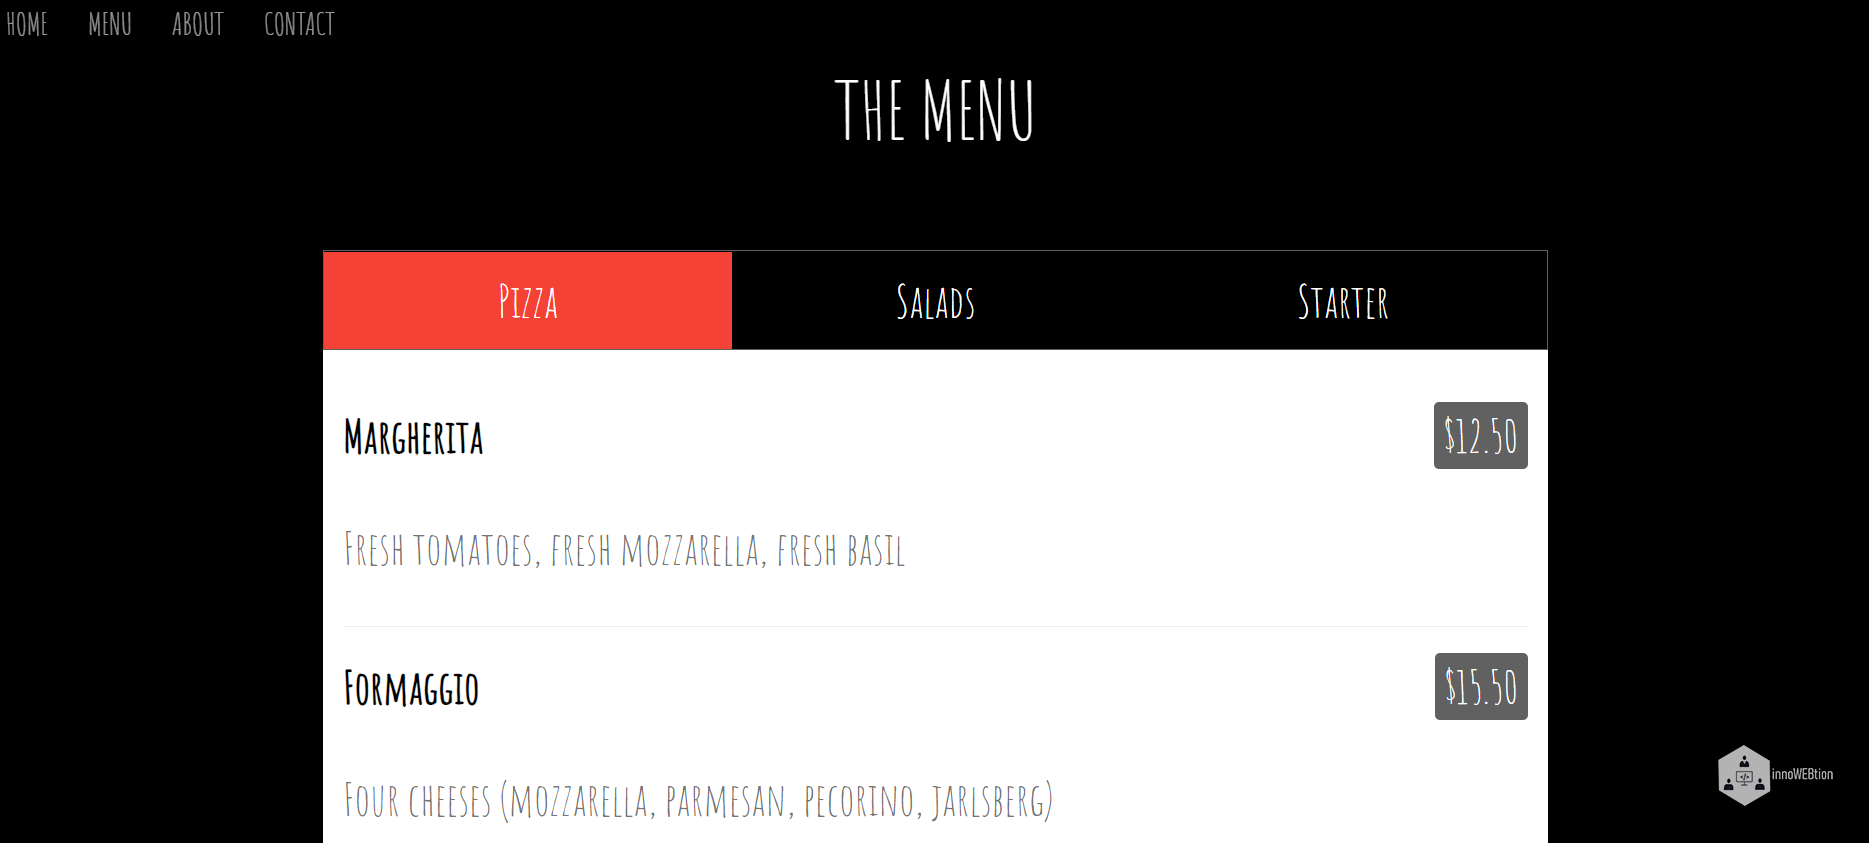 HOME MENU ABOUT CONTACT
THE MENU
Pizza Salads Starter
Margherita $12.50
Fresh tomatoes, fresh mozzarella, fresh basil
Formaggio $15.50
Four cheeses (mozzarella, parmesan, pecorino, jarlsberg)
</> innoWEBtion